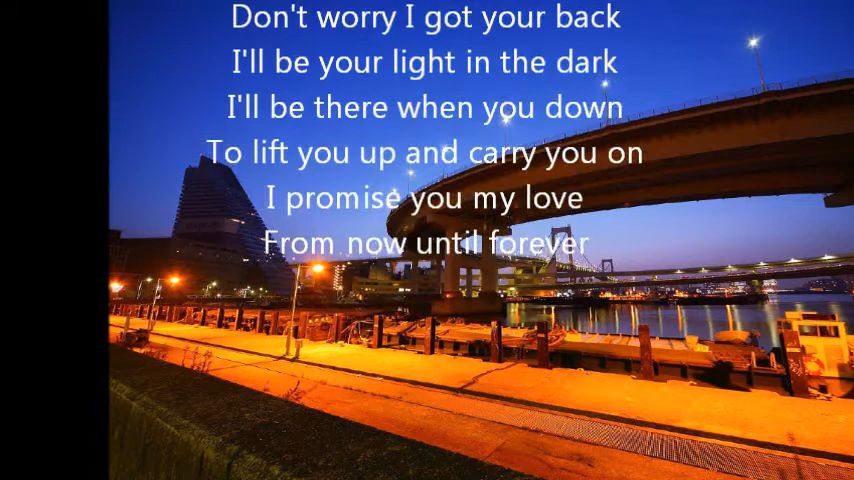 Don't worry I got your back
I'll be your light in the dark
I'll be there when you down
To lift you up and carry you on
I promise you my love
From now until forever